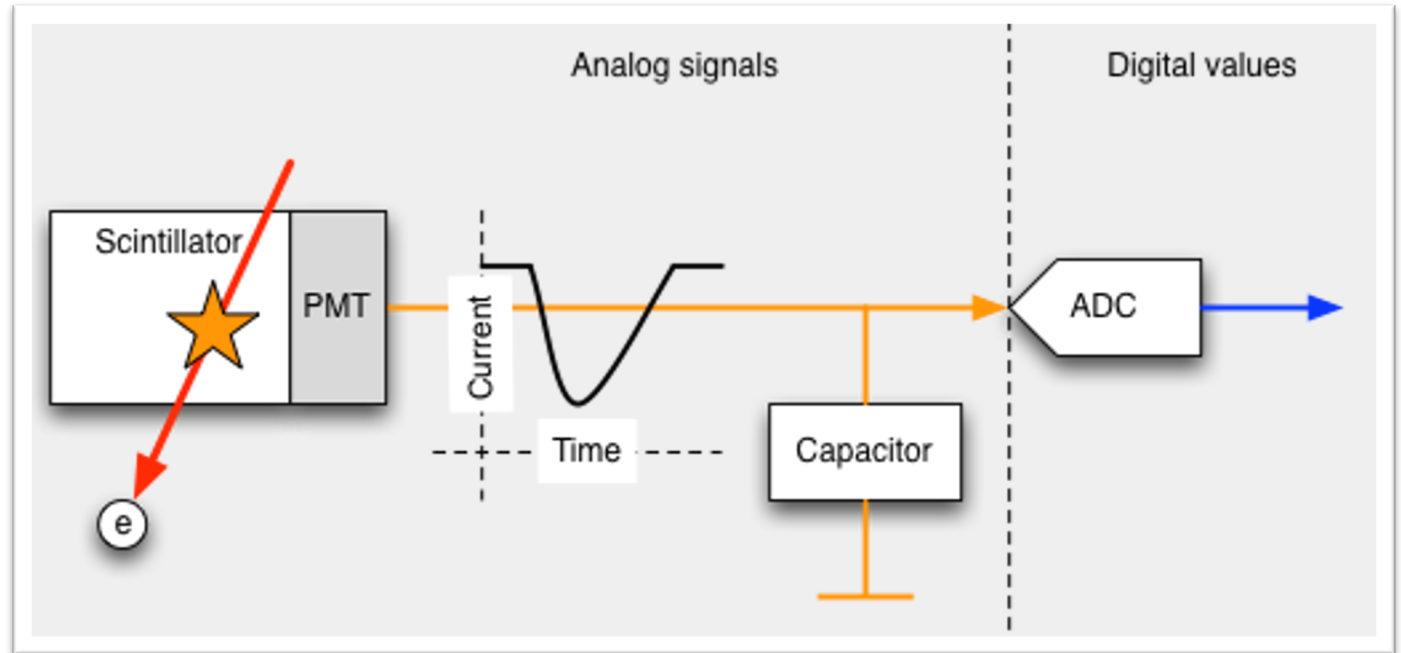 Analog signals
Digital values
Scintillator
PMT
Current
Time
Capacitor
ADC
e